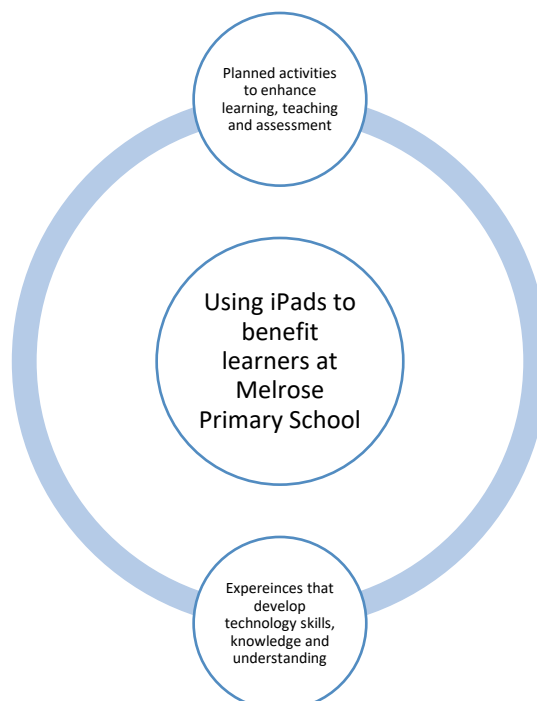 Planned activities
to enhance
learning, teaching
and assessment
Using iPads to
benefit
learners at
Melrose
Primary School
Expereinces that
develop
technology skills,
knowledge and
understanding